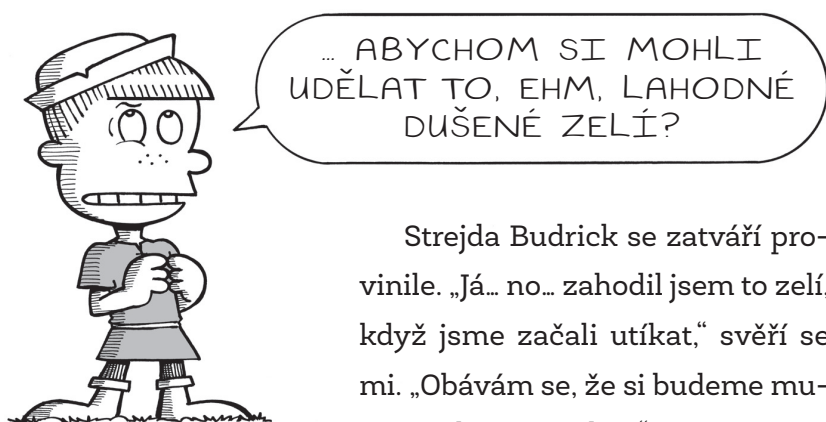 … ABYCHOM SI MOHLI
UDĚLAT TO, EHM, LAHODNÉ
DUŠENÉ ZELÍ?
Strejda Budrick se zatváří pro-
vinile. „Já… no… zahodil jsem to zelí,
když jsme začali utíkat,“ svěří se
mi. „Obávám se, že si budeme mu-